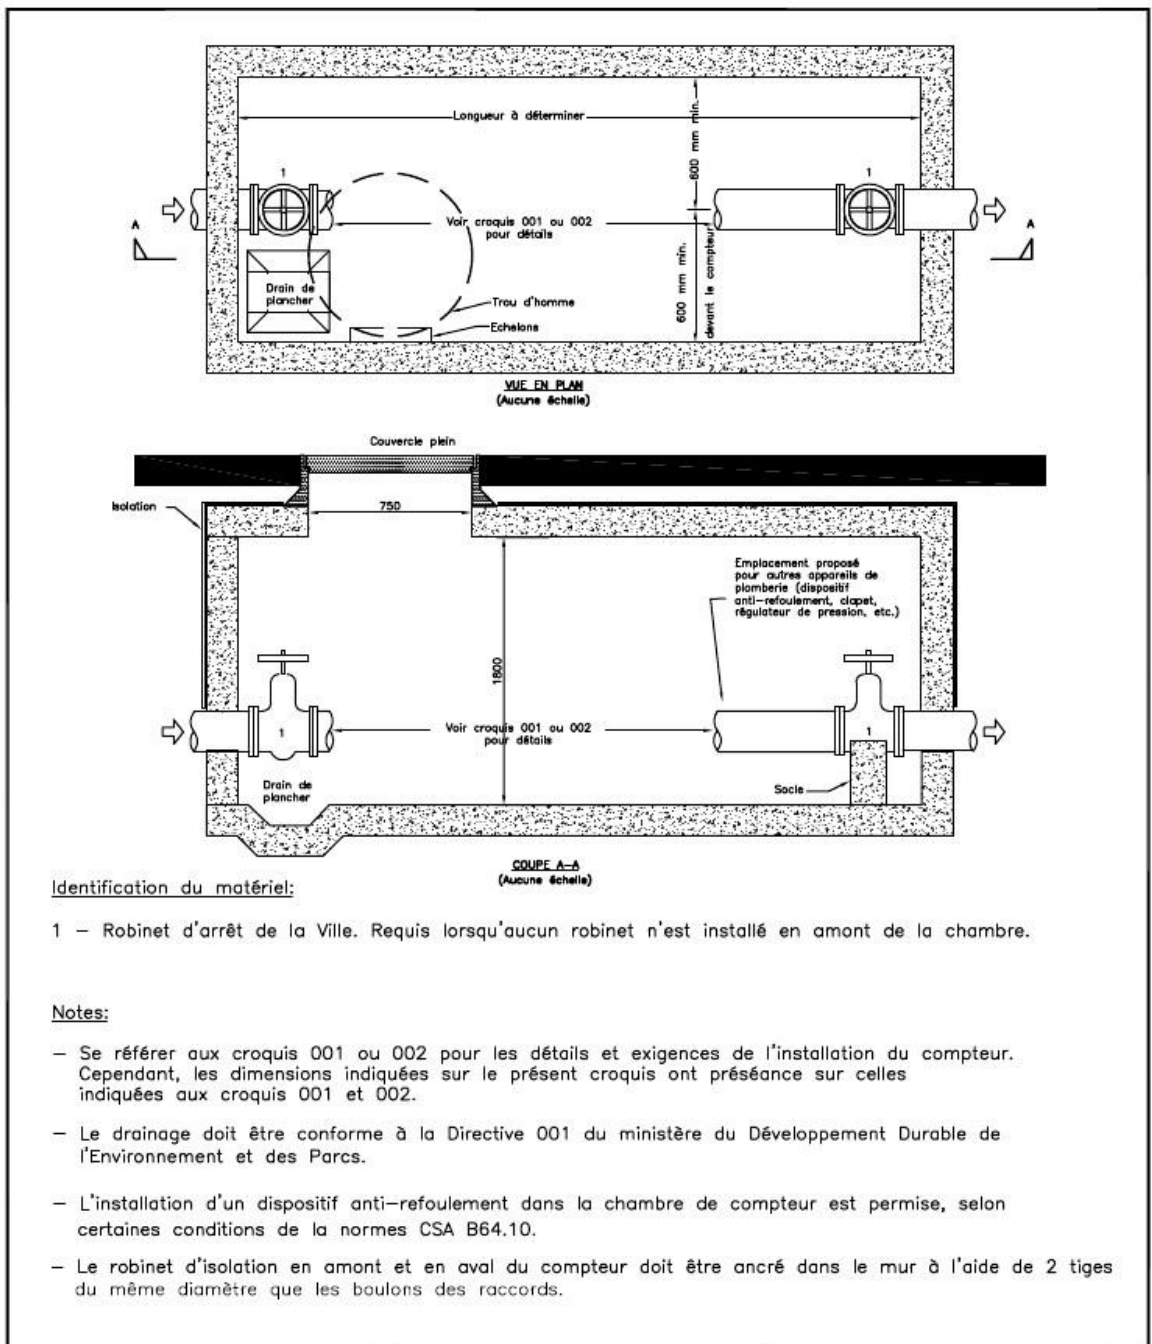 Longueur à déterminer
600 mm min.
1
1
A
A
Voir croquis 001 ou 002
pour détails
600 mm min.
devant le compteur
Drain de
plancher
Trou d'homme
Echelons
VUE EN PLAN
(Aucune échelle)
Couvercle plein
Isolation
750
Emplacement proposé
pour autres appareils de
plomberie (dispositif
anti-refoulement, clapet,
régulateur de pression, etc.)
1800
Voir croquis 001 ou 002
pour détails
1
1
Drain de
plancher
Socle
COUPE A-A
(Aucune échelle)
Identification du matériel:
1 – Robinet d'arrêt de la Ville. Requis lorsqu'aucun robinet n'est installé en amont de la chambre.
Notes:
– Se référer aux croquis 001 ou 002 pour les détails et exigences de l'installation du compteur.
Cependant, les dimensions indiquées sur le présent croquis ont préséance sur celles
indiquées aux croquis 001 et 002.
– Le drainage doit être conforme à la Directive 001 du ministère du Développement Durable de
l'Environnement et des Parcs.
– L'installation d'un dispositif anti-refoulement dans la chambre de compteur est permise, selon
certaines conditions de la normes CSA B64.10.
– Le robinet d'isolation en amont et en aval du compteur doit être ancré dans le mur à l'aide de 2 tiges
du même diamètre que les boulons des raccords.